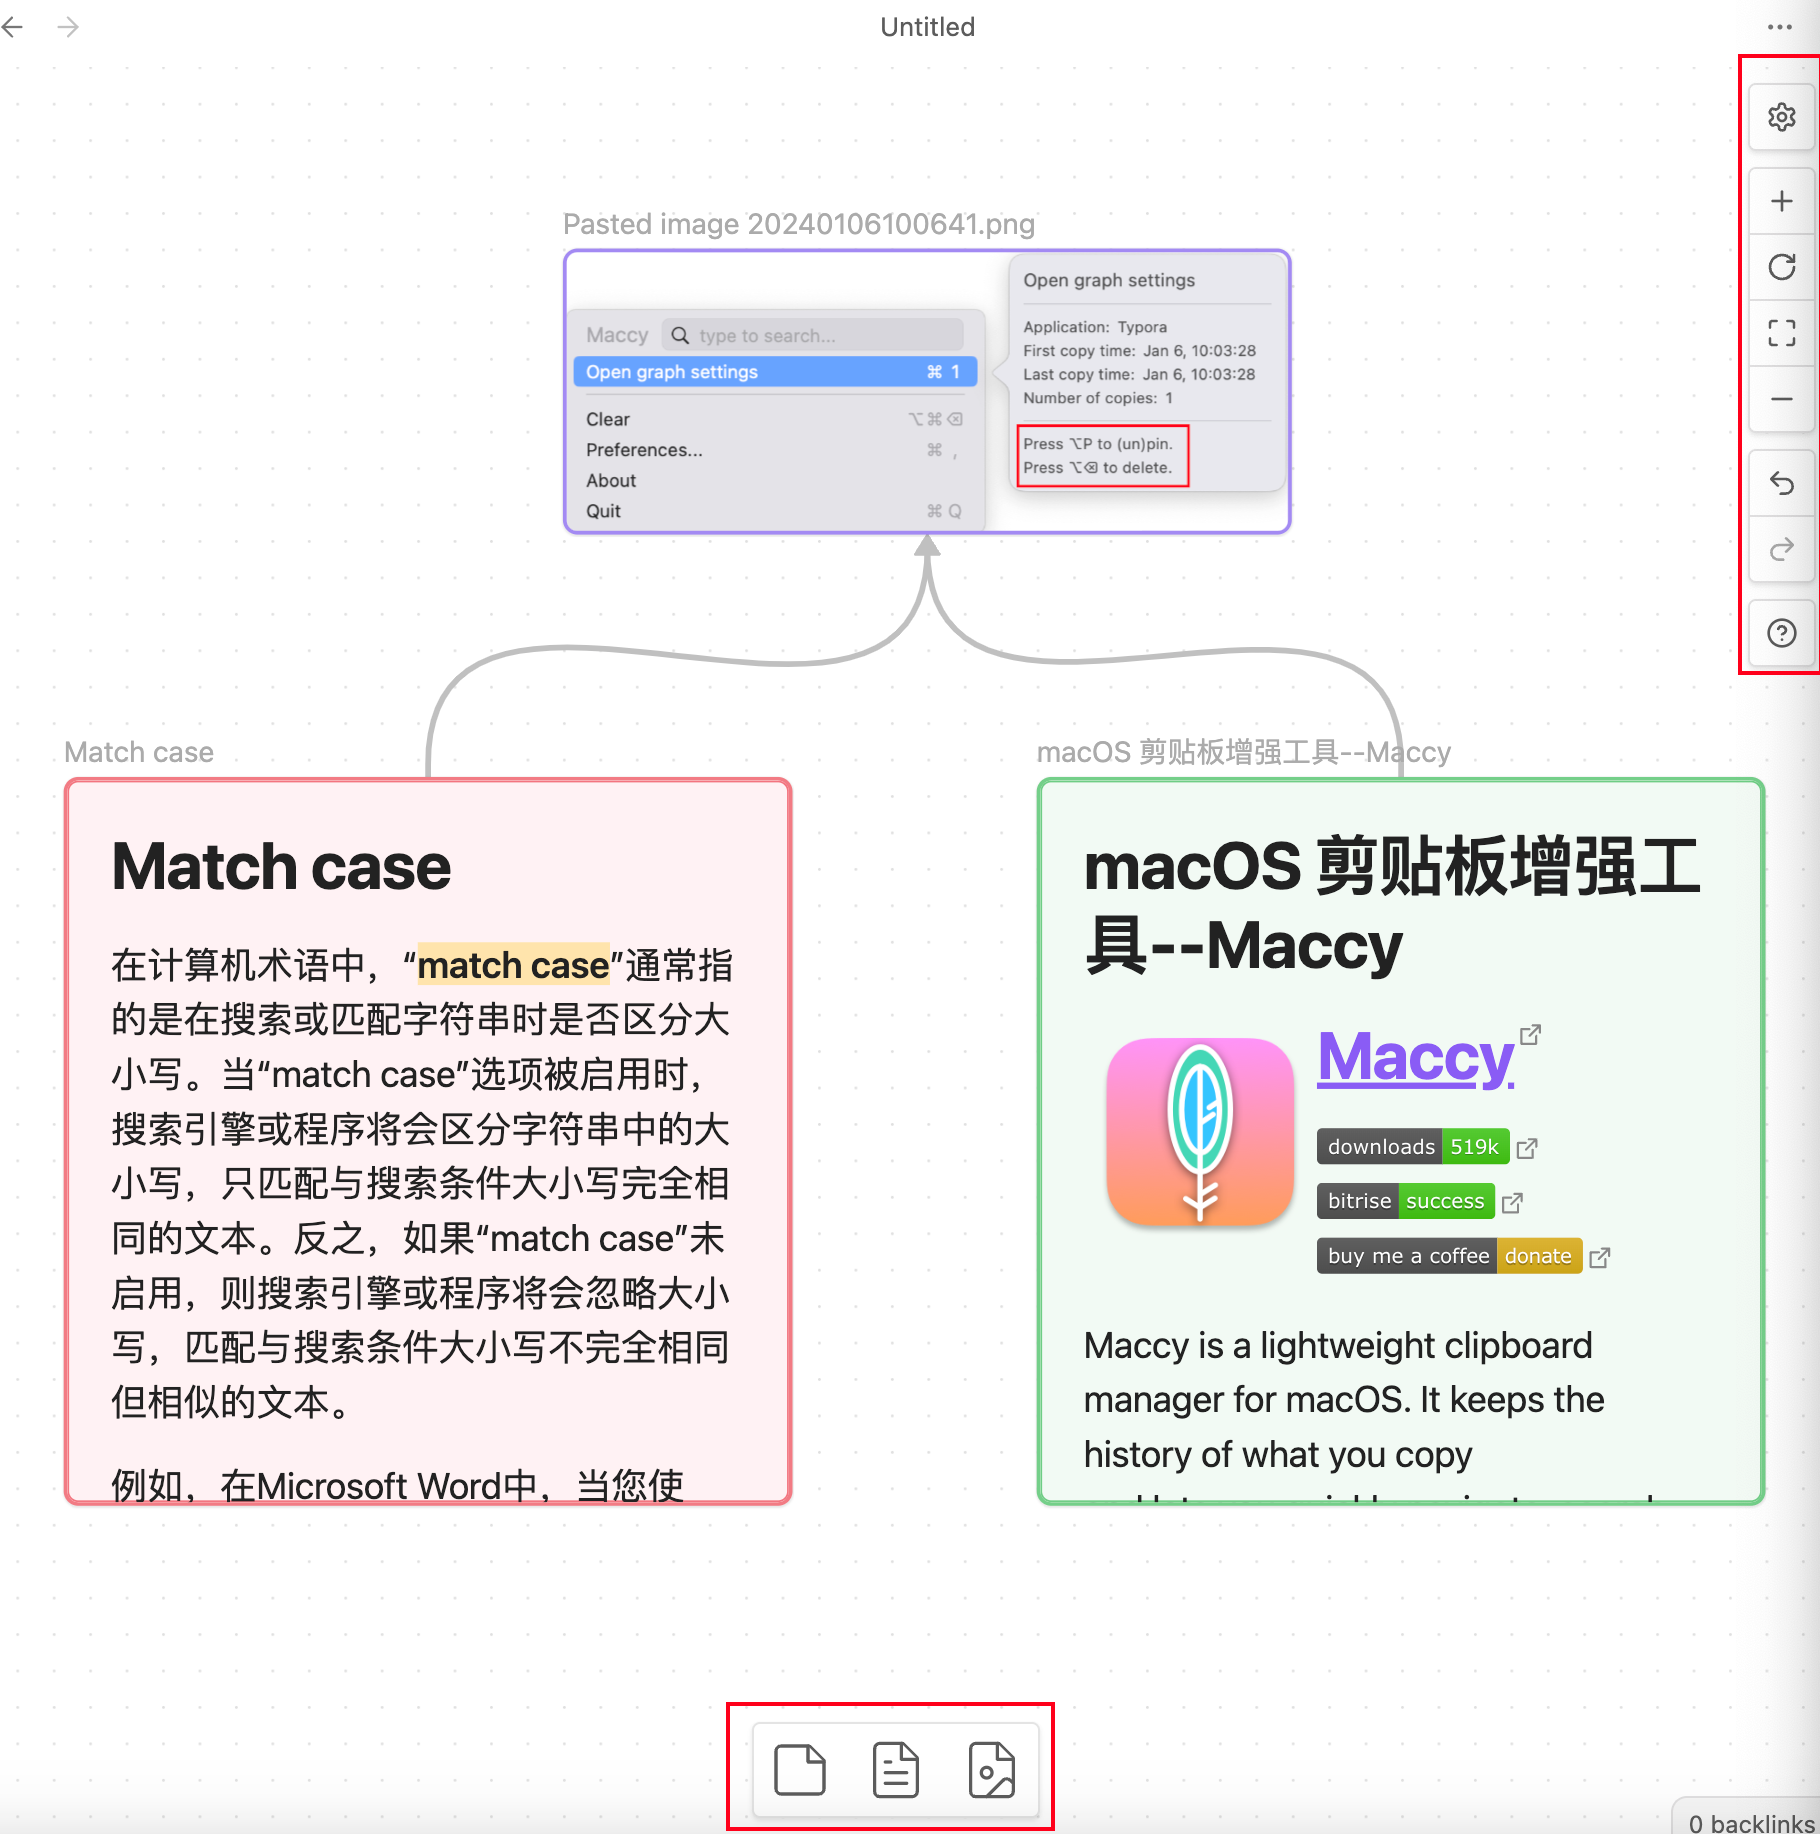 Untitled
Pasted image 20240106100641.png
Maccy type to search...
Open graph settings ⌘ 1
Clear ⌥⌘⌫
Preferences... ⌘ ,
About
Quit ⌘ Q
Open graph settings
Application: Typora
First copy time: Jan 6, 10:03:28
Last copy time: Jan 6, 10:03:28
Number of copies: 1
Press ⌥P to (un)pin.
Press ⌥⌫ to delete.
Match case
Match case
在计算机术语中，“match case”通常指
的是在搜索或匹配字符串时是否区分大
小写。当“match case”选项被启用时，
搜索引擎或程序将会区分字符串中的大
小写，只匹配与搜索条件大小写完全相
同的文本。反之，如果“match case”未
启用，则搜索引擎或程序将会忽略大小
写，匹配与搜索条件大小写不完全相同
但相似的文本。
例如，在Microsoft Word中，当您使
macOS 剪贴板增强工具--Maccy
macOS 剪贴板增强工
具--Maccy
Maccy
downloads 519k
bitrise success
buy me a coffee donate
Maccy is a lightweight clipboard
manager for macOS. It keeps the
history of what you copy
0 backlinks